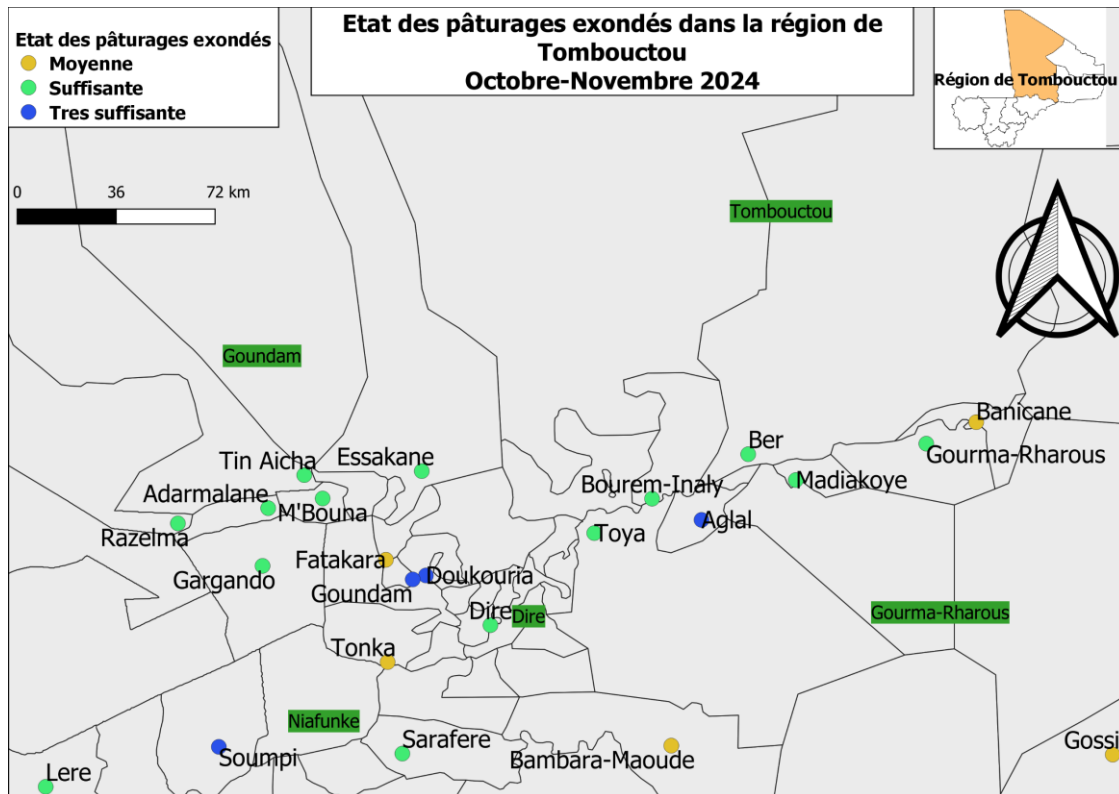 Etat des pâturages exondés dans la région de
Tombouctou
Octobre-Novembre 2024
Etat des pâturages exondés
Moyenne
Suffisante
Tres suffisante
Région de Tombouctou
0 36 72 km
Tombouctou
Goundam
Banicane
Ber
Gourma-Rharous
Essakane
Tin Aicha
Madiakoye
Bourem-Inaly
Adarmalane
M'Bouna
Aglal
Razelma
Toya
Fatakara
Gargando
Doukouria
Goundam
Dire
Dire
Gourma-Rharous
Tonka
Niafunke
Sarafere
Gossi
Soumpi
Bambara-Maoude
Lere